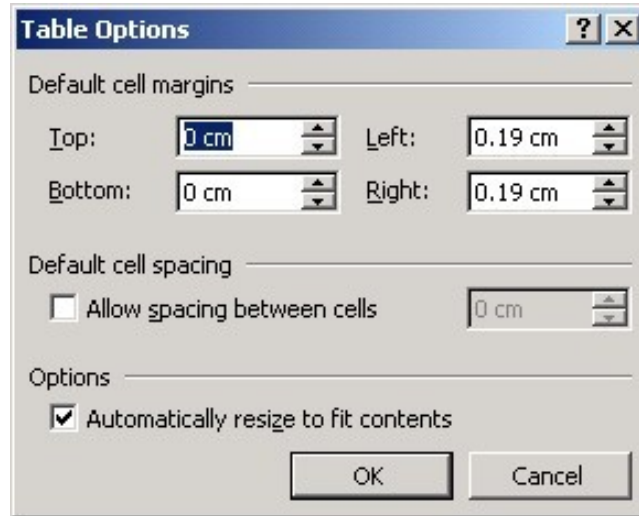 Table Options
Default cell margins
Top: 0 cm Left: 0.19 cm
Bottom: 0 cm Right: 0.19 cm
Default cell spacing
Allow spacing between cells 0 cm
Options
Automatically resize to fit contents
OK Cancel